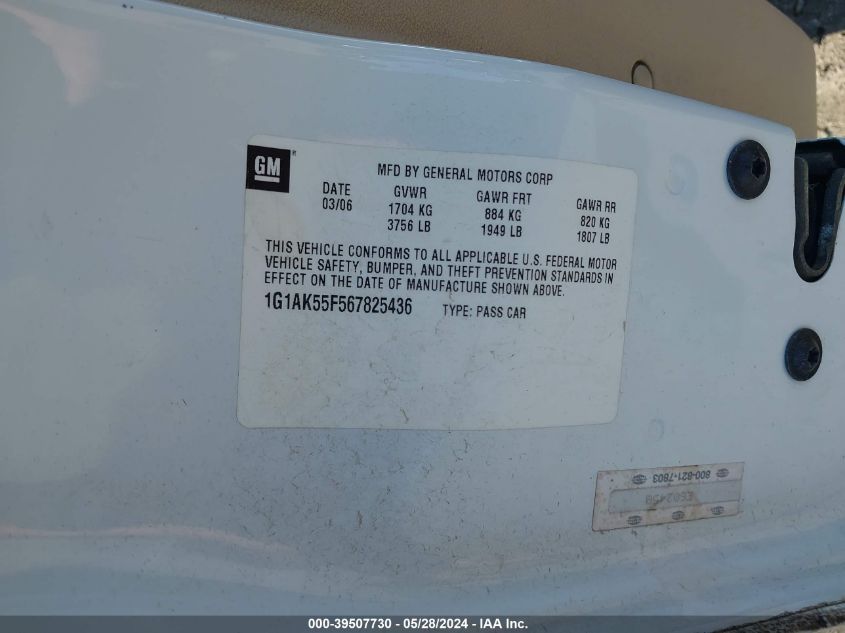 GM
MFD BY GENERAL MOTORS CORP
DATE GVWR GAWR FRT GAWR RR
03/06 1704 KG 884 KG 820 KG
3756 LB 1949 LB 1807 LB
THIS VEHICLE CONFORMS TO ALL APPLICABLE U.S. FEDERAL MOTOR
VEHICLE SAFETY, BUMPER, AND THEFT PREVENTION STANDARDS IN
EFFECT ON THE DATE OF MANUFACTURE SHOWN ABOVE.
1G1AK55F567825436 TYPE: PASS CAR
800-821-7803
000-39507730 - 05/28/2024 - IAA Inc.